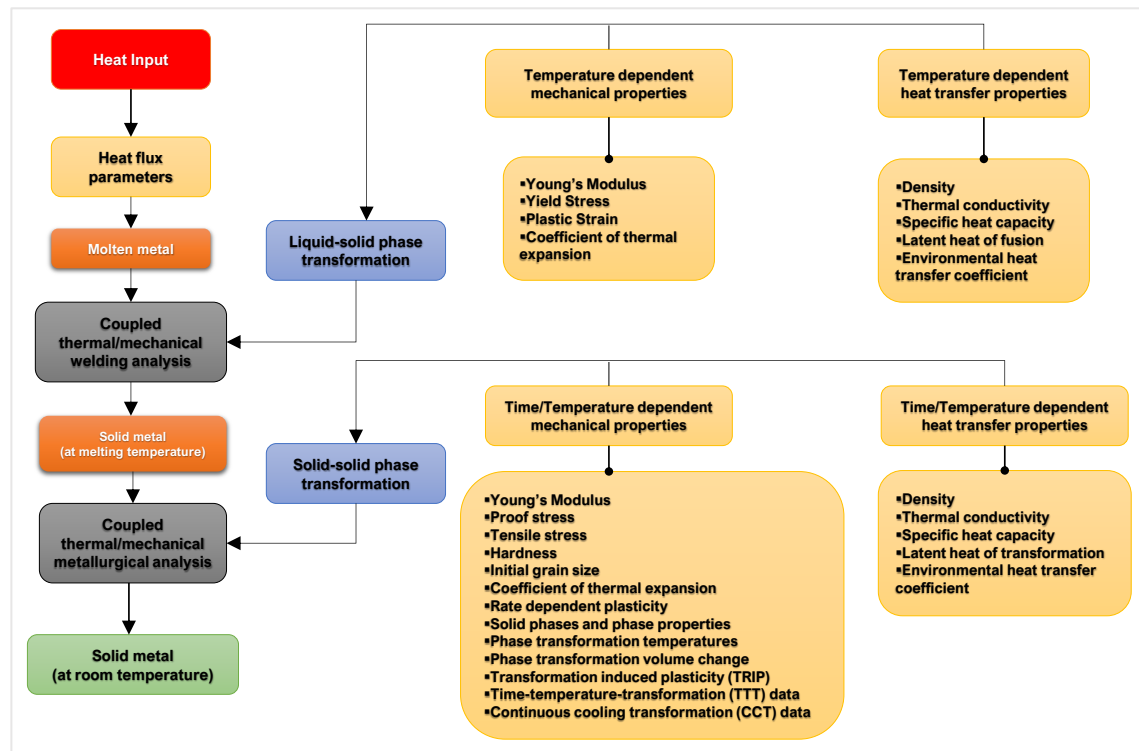 Heat Input
Heat flux
parameters
Molten metal
Coupled
thermal/mechanical
welding analysis
Solid metal
(at melting temperature)
Coupled
thermal/mechanical
metallurgical analysis
Solid metal
(at room temperature)
Liquid-solid phase
transformation
Solid-solid phase
transformation
Temperature dependent
mechanical properties
▪Young’s Modulus
▪Yield Stress
▪Plastic Strain
▪Coefficient of thermal
expansion
Temperature dependent
heat transfer properties
▪Density
▪Thermal conductivity
▪Specific heat capacity
▪Latent heat of fusion
▪Environmental heat
transfer coefficient
Time/Temperature dependent
mechanical properties
▪Young’s Modulus
▪Proof stress
▪Tensile stress
▪Hardness
▪Initial grain size
▪Coefficient of thermal expansion
▪Rate dependent plasticity
▪Solid phases and phase properties
▪Phase transformation temperatures
▪Phase transformation volume change
▪Transformation induced plasticity (TRIP)
▪Time-temperature-transformation (TTT) data
▪Continuous cooling transformation (CCT) data
Time/Temperature dependent
heat transfer properties
▪Density
▪Thermal conductivity
▪Specific heat capacity
▪Latent heat of transformation
▪Environmental heat transfer
coefficient